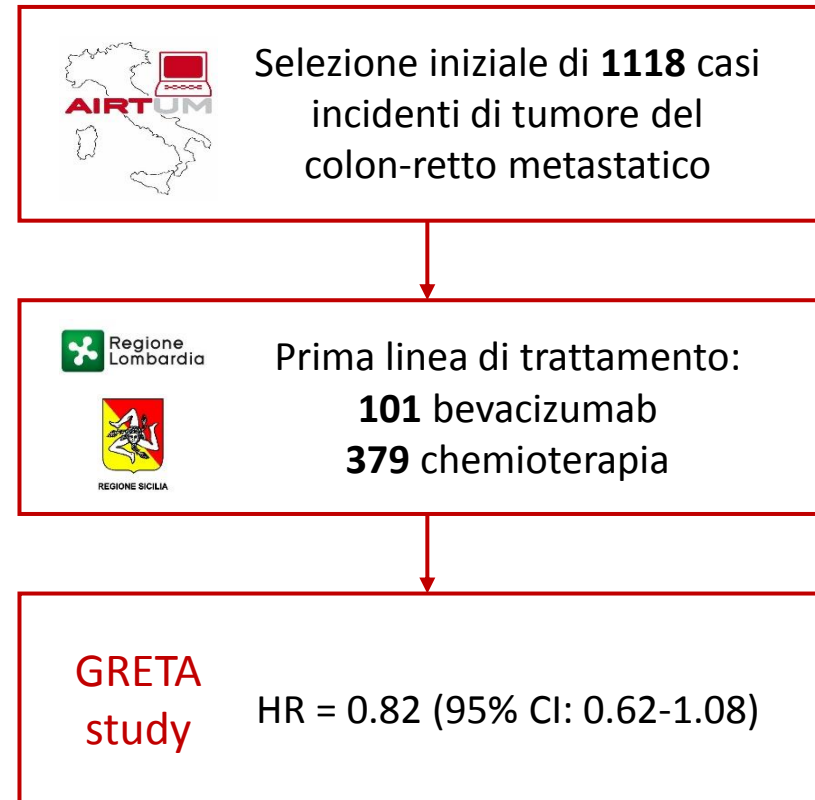 AIRTUM
Selezione iniziale di 1118 casi
incidenti di tumore del
colon-retto metastatico
Regione
Lombardia
REGIONE SICILIA
Prima linea di trattamento:
101 bevacizumab
379 chemioterapia
GRETA
study
HR = 0.82 (95% CI: 0.62-1.08)